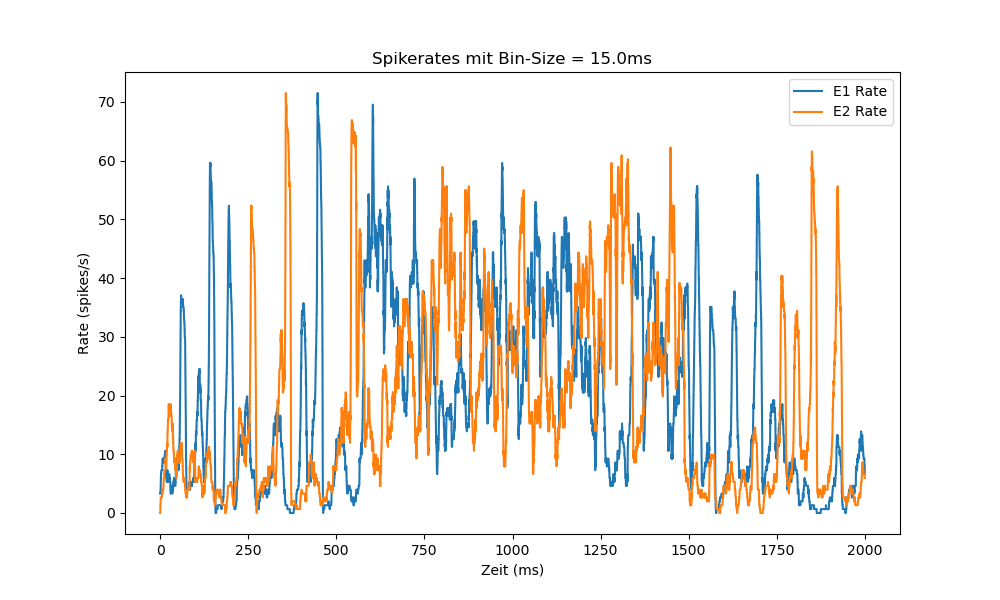 Spikerates mit Bin-Size = 15.0ms
E1 Rate
E2 Rate
Rate (spikes/s)
70
60
50
40
30
20
10
0
0 250 500 750 1000 1250 1500 1750 2000
Zeit (ms)